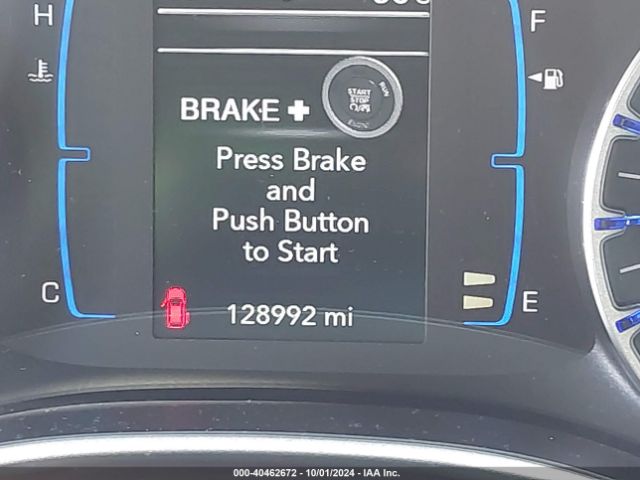 H
F
START
STOP
RUN
BRAKE +
Press Brake
and
Push Button
to Start
C
E
128992 mi
000-40462672 - 10/01/2024 - IAA Inc.